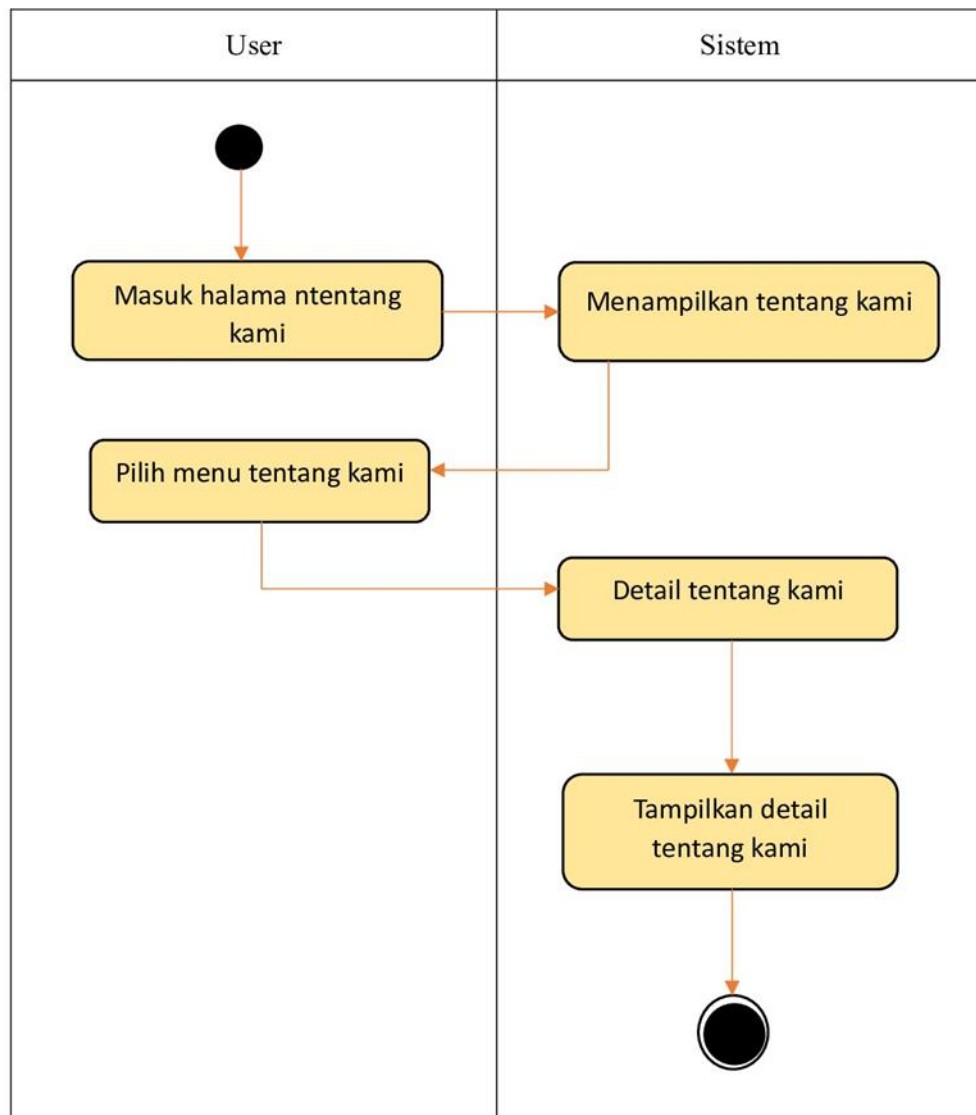 User
Sistem
Masuk halama ntentang
kami
Menampilkan tentang kami
Pilih menu tentang kami
Detail tentang kami
Tampilkan detail
tentang kami